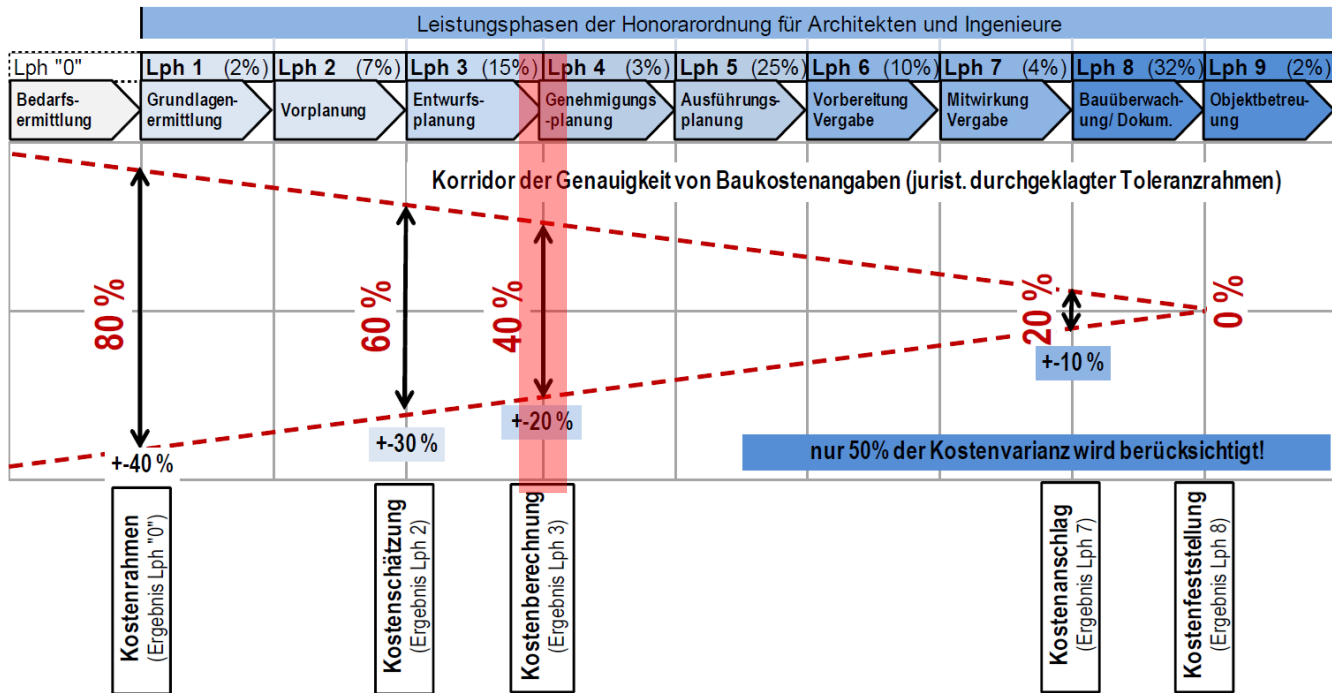 Leistungsphasen der Honorarordnung für Architekten und Ingenieure
Lph "0"
Lph 1 (2%)
Lph 2 (7%)
Lph 3 (15%)
Lph 4 (3%)
Lph 5 (25%)
Lph 6 (10%)
Lph 7 (4%)
Lph 8 (32%)
Lph 9 (2%)
Bedarfs-
ermittlung
Grundlagen-
ermittlung
Vorplanung
Entwurfs-
planung
Genehmigungs
-planung
Ausführungs-
planung
Vorbereitung
Vergabe
Mitwirkung
Vergabe
Bauüberwach-
ung/ Dokum.
Objektbetreu-
ung
Korridor der Genauigkeit von Baukostenangaben (jurist. durchgeklagter Toleranzrahmen)
80 %
60 %
40 %
20 %
0 %
+-40 %
+-30 %
+-20 %
+-10 %
nur 50% der Kostenvarianz wird berücksichtigt!
Kostenrahmen
(Ergebnis Lph "0")
Kostenschätzung
(Ergebnis Lph 2)
Kostenberechnung
(Ergebnis Lph 3)
Kostenanschlag
(Ergebnis Lph 7)
Kostenfeststellung
(Ergebnis Lph 8)